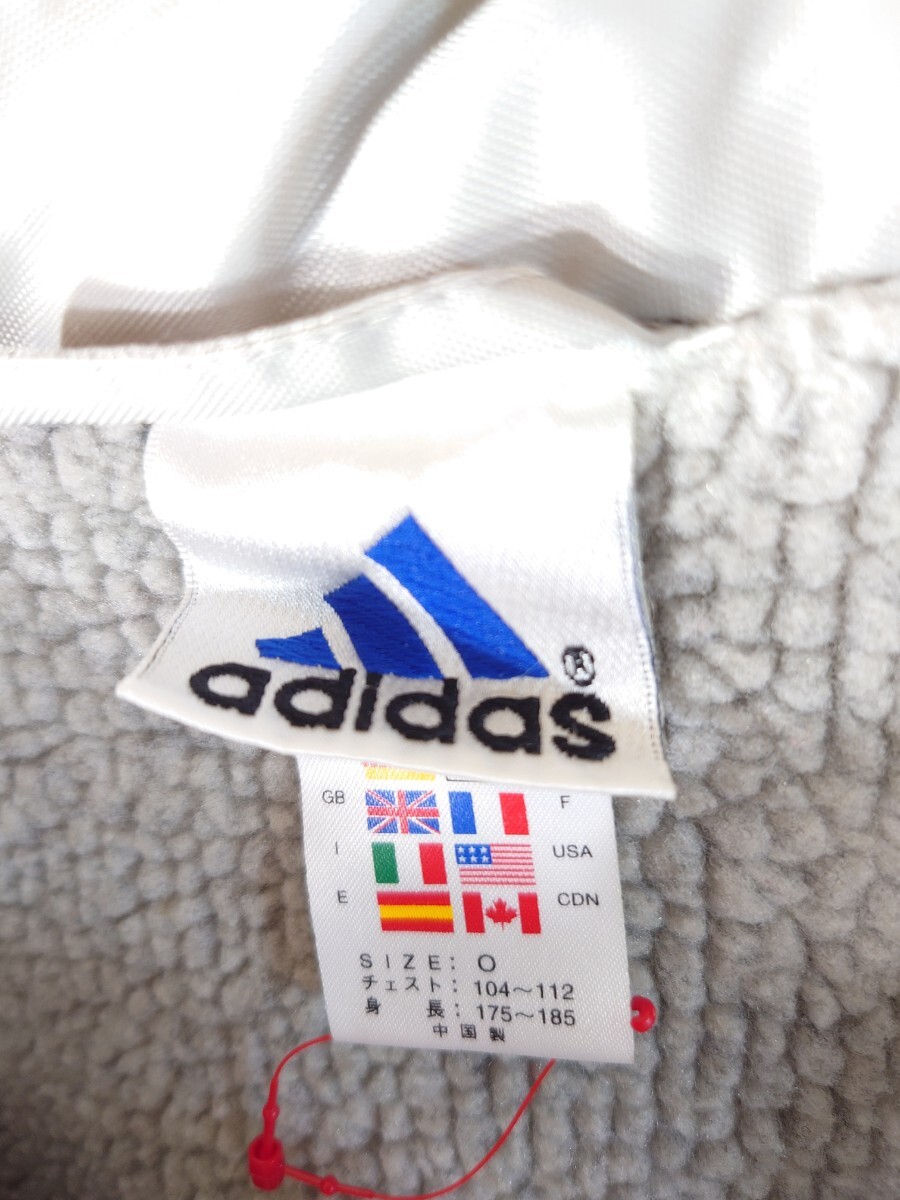 adidas®
GB F
I USA
E CDN
SIZE: O
チェスト: 104〜112
身長: 175〜185
中国製